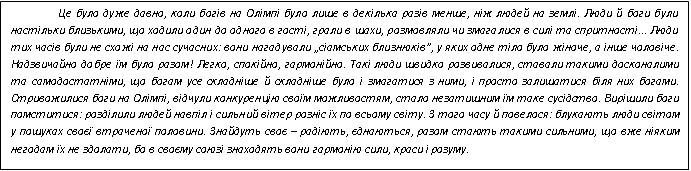 Це було дуже давно, коли богів на Олімпі було лише в декілька разів менше, ніж людей на землі. Люди й боги були
настільки близькими, що ходили один до одного в гості, грали в шахи, розмовляли чи змагалися в силі та спритності... Люди
тих часів були не схожі на нас сучасних: вони нагадували „сіамських близнюків”, у яких одне тіло було жіноче, а інше чоловіче.
Надзвичайно добре їм було разом! Легко, спокійно, гармонійно. Такі люди швидко розвивалися, ставали такими досконалими
та самодостатніми, що богам усе складніше й складніше було і змагатися з ними, і просто залишатися біля них богами.
Стривожилися боги на Олімпі, відчули конкуренцію своїм можливостям, стало незатишним їм таке сусідство. Вирішили боги
помститися: розділили людей навпіл і сильний вітер розніс їх по всьому світу. З того часу й повелося: блукають люди світом
у пошуках своєї втраченої половини. Знайдуть своє – радіють, єднаються, разом стають такими сильними, що вже ніяким
негодам їх не здолати, бо в своєму союзі знаходять вони гармонію сили, краси і розуму.